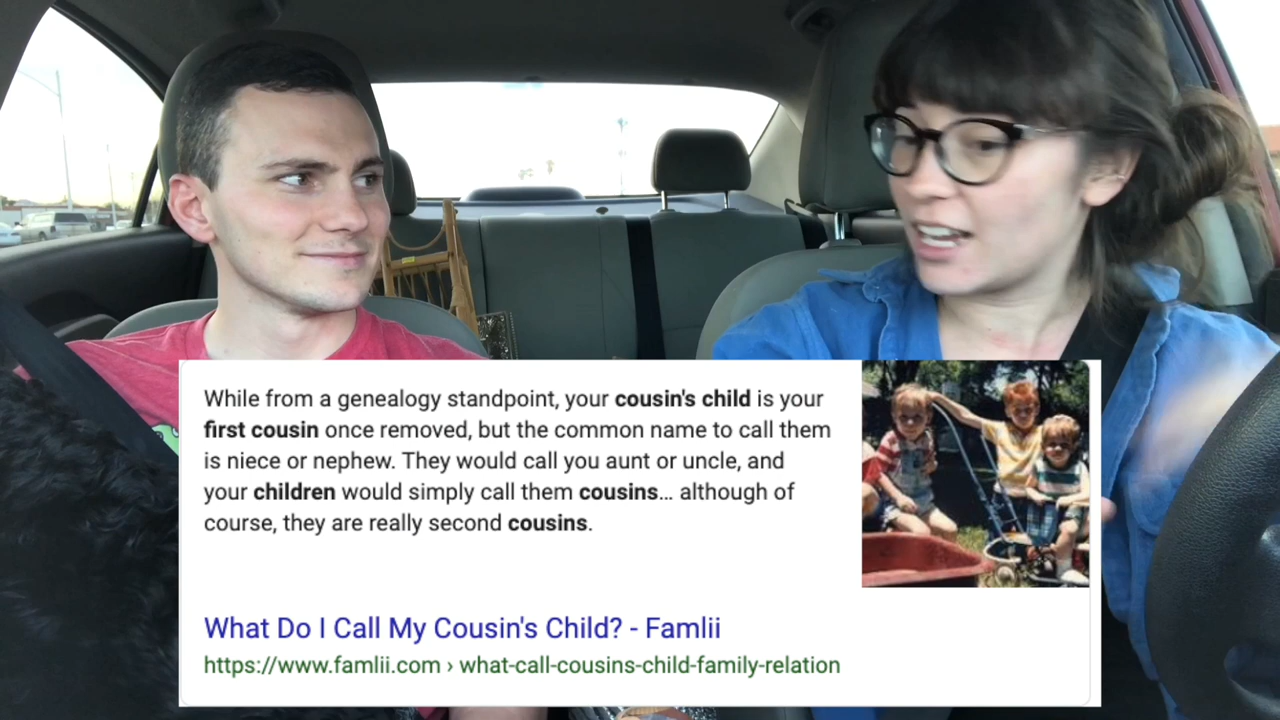 While from a genealogy standpoint, your cousin's child is your
first cousin once removed, but the common name to call them
is niece or nephew. They would call you aunt or uncle, and
your children would simply call them cousins... although of
course, they are really second cousins.
What Do I Call My Cousin's Child? - Famlii
https://www.famlii.com › what-call-cousins-child-family-relation